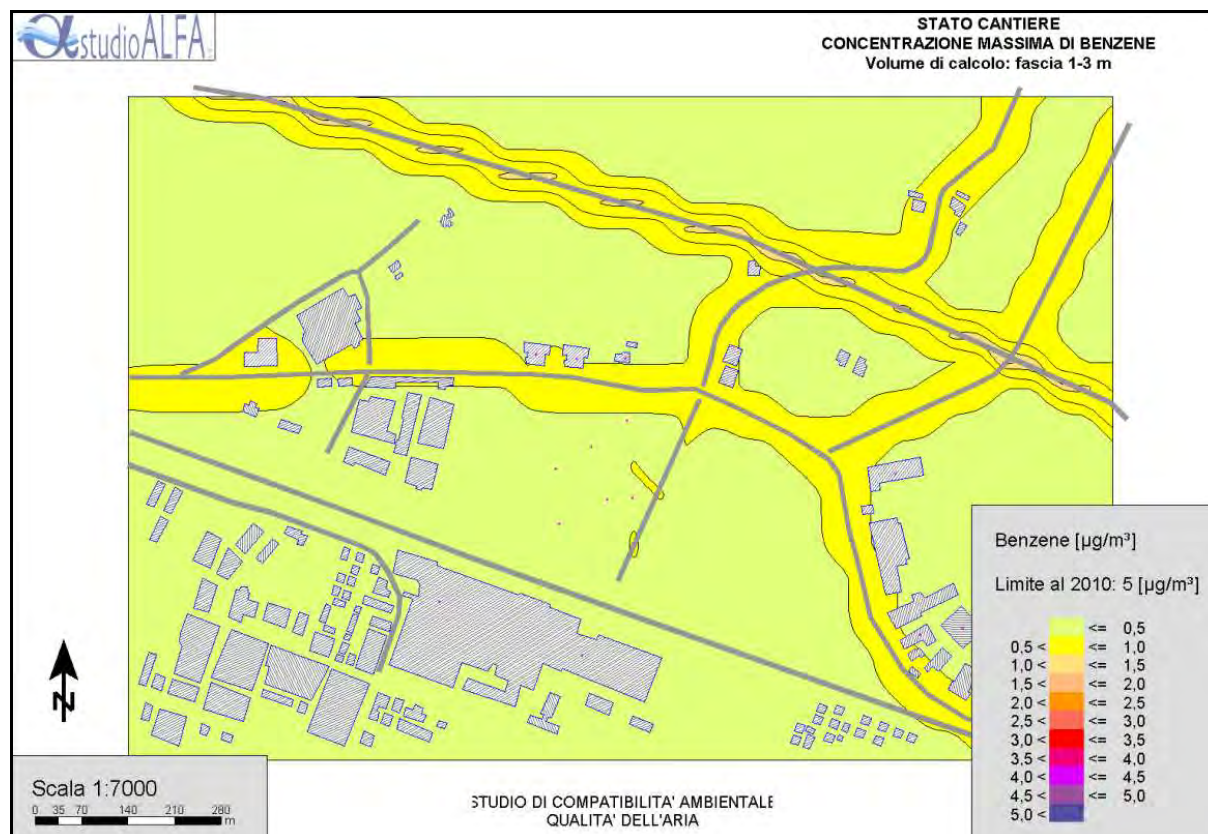 αstudioALFA
STATO CANTIERE
CONCENTRAZIONE MASSIMA DI BENZENE
Volume di calcolo: fascia 1-3 m
N
Scala 1:7000
0 35 70 140 210 280
m
STUDIO DI COMPATIBILITA' AMBIENTALE
QUALITA' DELL'ARIA
Benzene [µg/m³]
Limite al 2010: 5 [µg/m³]
<= 0,5
0,5 < <= 1,0
1,0 < <= 1,5
1,5 < <= 2,0
2,0 < <= 2,5
2,5 < <= 3,0
3,0 < <= 3,5
3,5 < <= 4,0
4,0 < <= 4,5
4,5 < <= 5,0
5,0 <